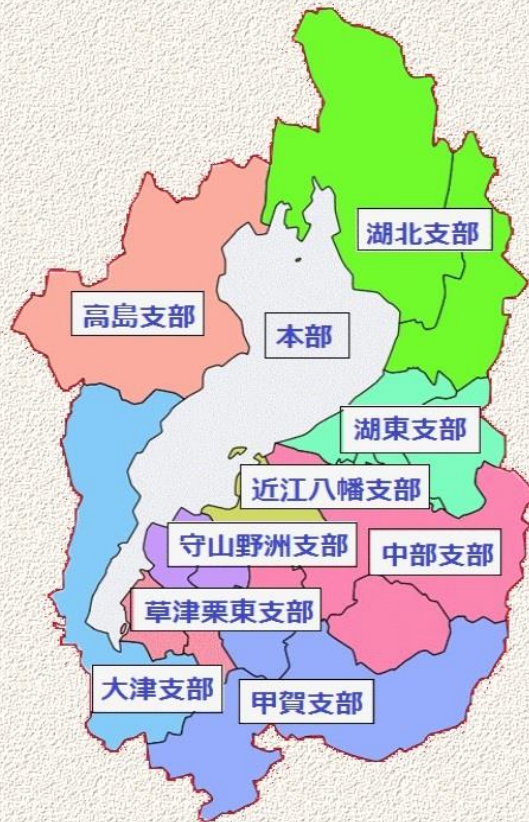 湖北支部
高島支部
本部
湖東支部
近江八幡支部
守山野洲支部
中部支部
草津栗東支部
大津支部
甲賀支部